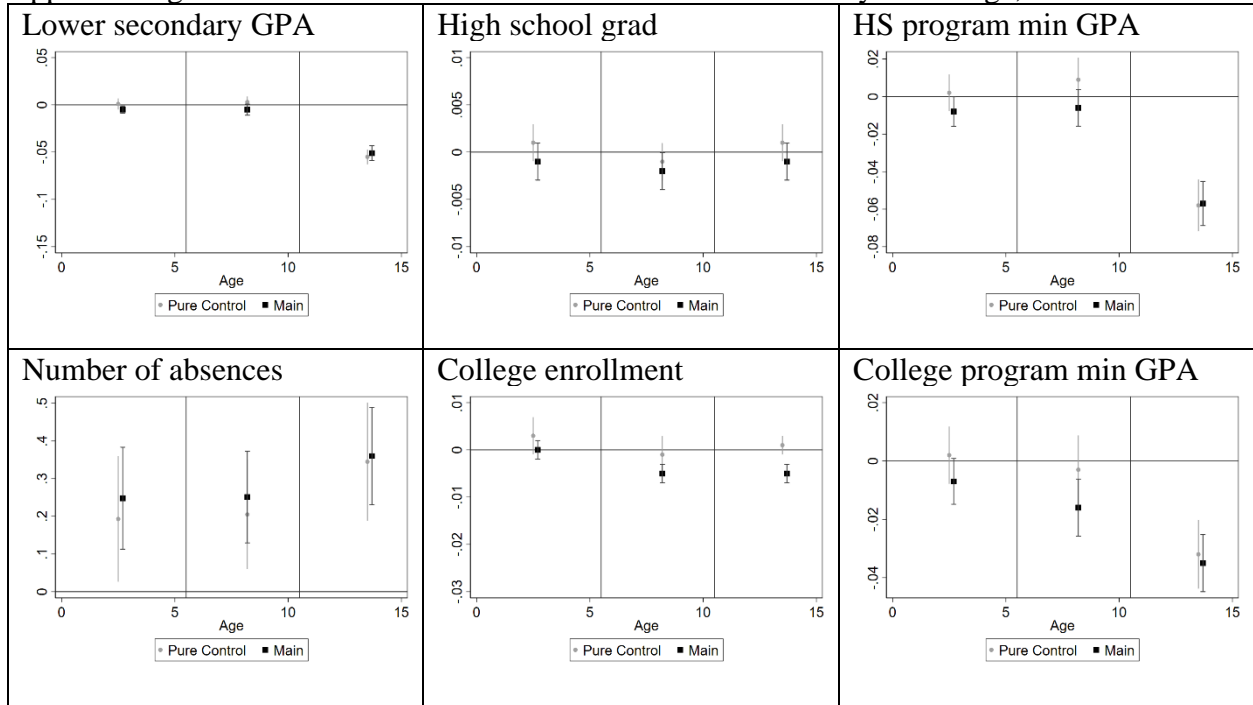 Lower secondary GPA
.05
0
-.05
-.1
-.15
0 5 10 15
Age
Pure Control Main
High school grad
.01
.005
0
-.005
-.01
0 5 10 15
Age
Pure Control Main
HS program min GPA
.02
0
-.02
-.04
-.06
-.08
0 5 10 15
Age
Pure Control Main
Number of absences
.5
.4
.3
.2
.1
0
0 5 10 15
Age
Pure Control Main
College enrollment
.01
0
-.01
-.02
-.03
0 5 10 15
Age
Pure Control Main
College program min GPA
.02
0
-.02
-.04
0 5 10 15
Age
Pure Control Main